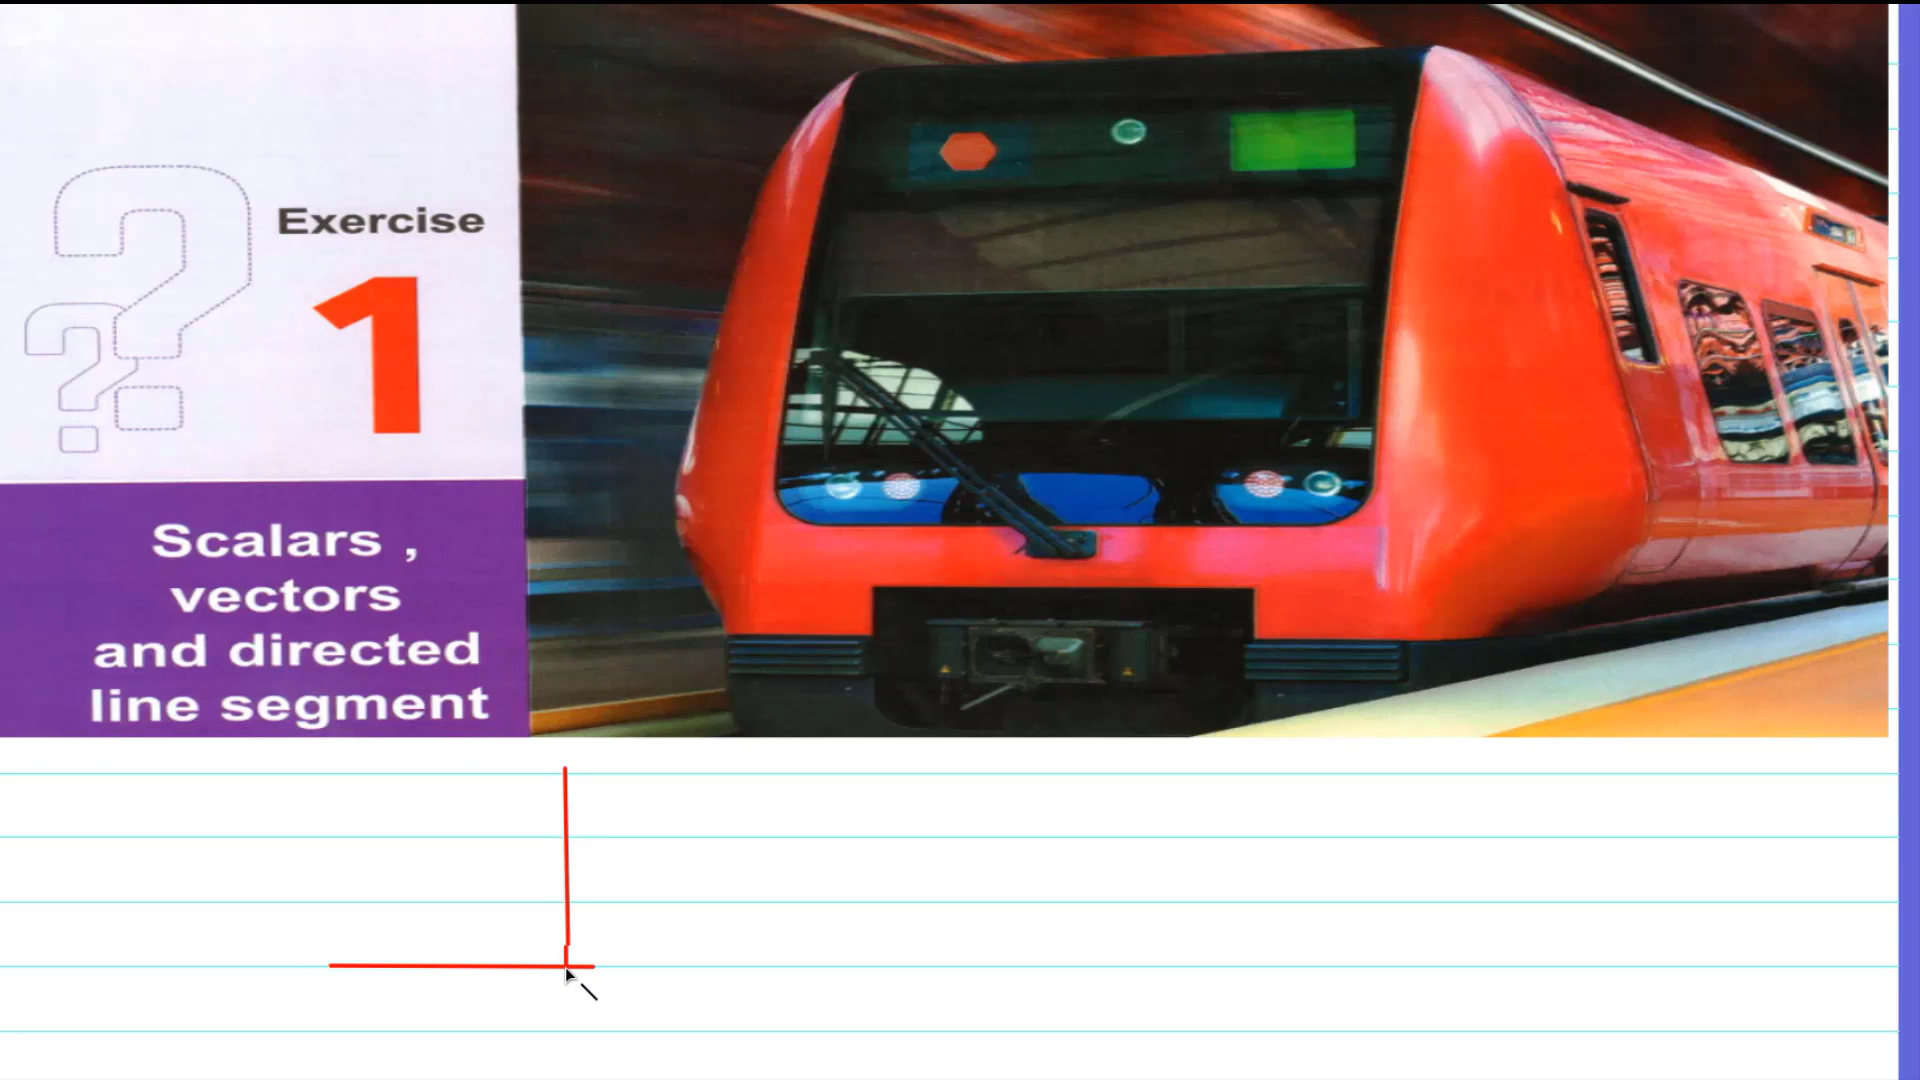 Exercise
1
Scalars ,
vectors
and directed
line segment